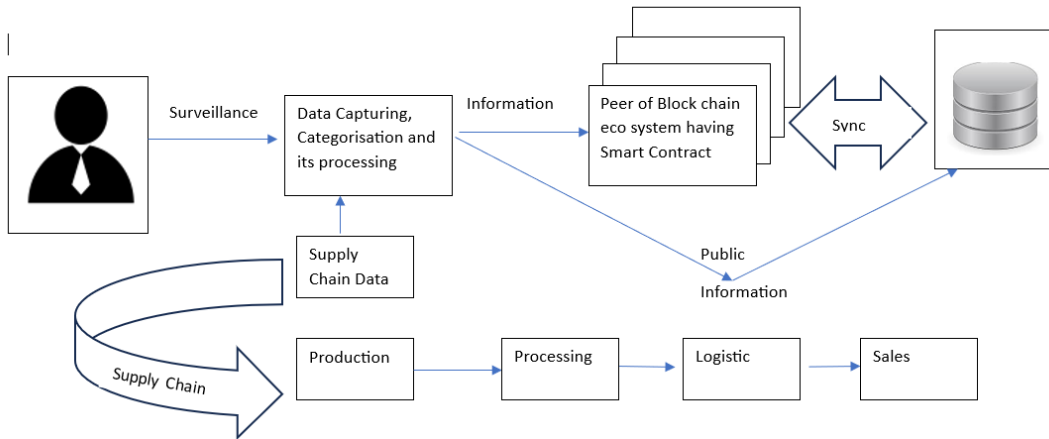 Surveillance
Data Capturing,
Categorisation and
its processing
Information
Peer of Block chain
eco system having
Smart Contract
Sync
Supply
Chain Data
Public
Information
Supply Chain
Production
Processing
Logistic
Sales